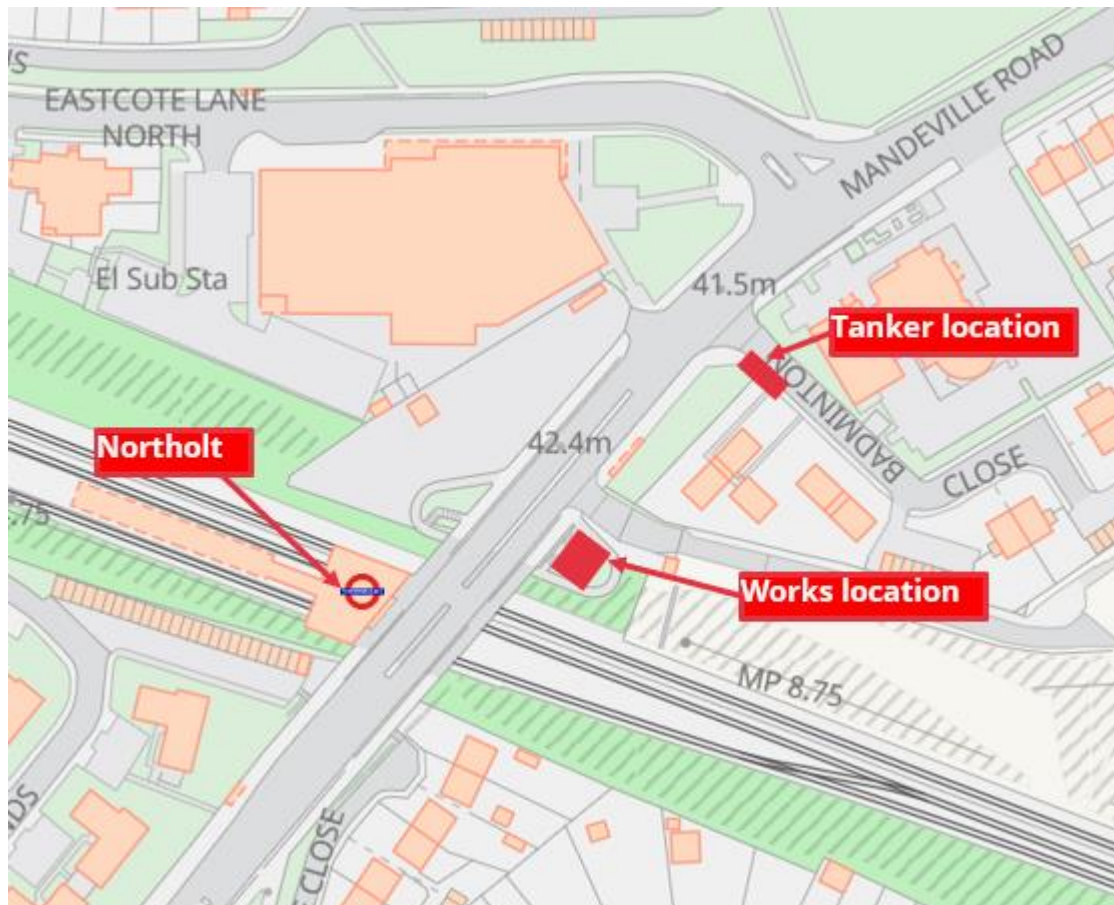 EASTCOTE LANE
NORTH
MANDEVILLE ROAD
El Sub Sta
41.5m
Tanker location
BADMINTON
CLOSE
42.4m
Northolt
.75
Works location
MP 8.75
CLOSE